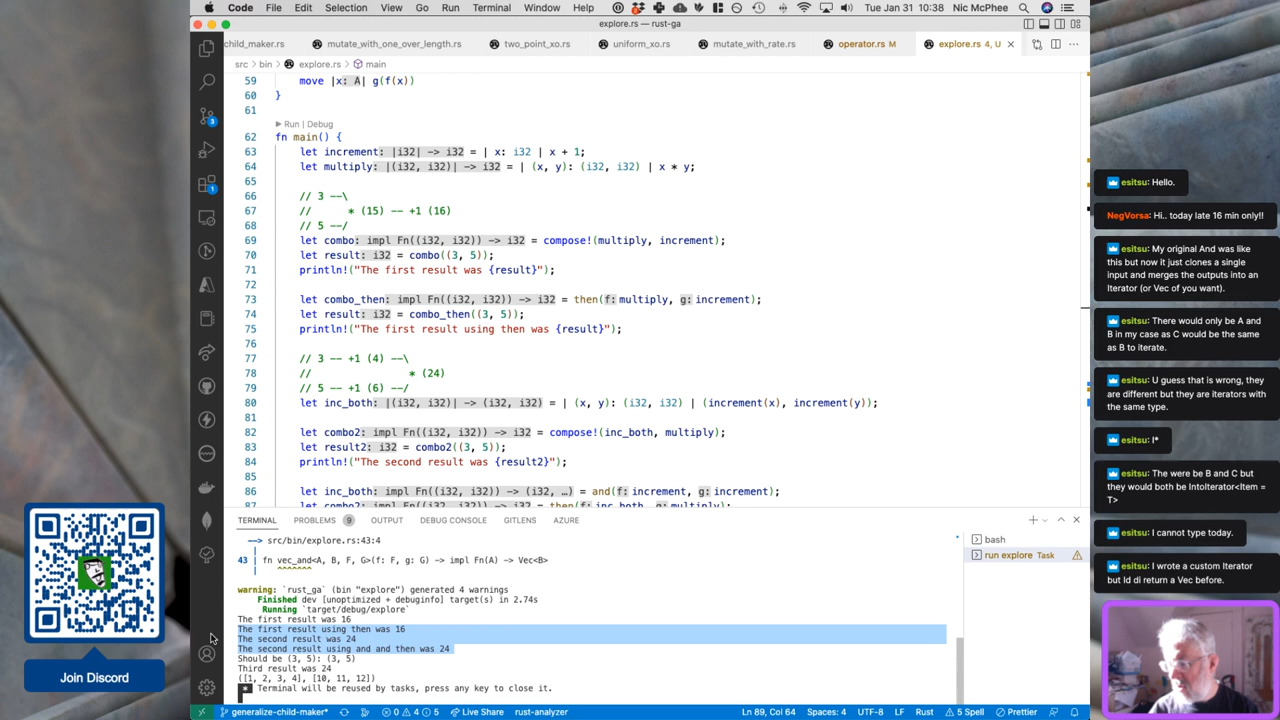 Code File Edit Selection View Go Run Terminal Window Help Tue Jan 31 10:38 Nic McPhee
explore.rs — rust-ga
child_maker.rs mutate_with_one_over_length.rs two_point_xo.rs uniform_xo.rs mutate_with_rate.rs operator.rs M explore.rs 4, U
src > bin > explore.rs > main
59 move |x: A| g(f(x))
60 }
61
Run | Debug
62 fn main() {
63 let increment: |i32| -> i32 = | x: i32 | x + 1;
64 let multiply: |(i32, i32)| -> i32 = | (x, y): (i32, i32) | x * y;
65
66 // 3 --\
67 // * (15) -- +1 (16)
68 // 5 --/
69 let combo: impl Fn((i32, i32)) -> i32 = compose!(multiply, increment);
70 let result: i32 = combo((3, 5));
71 println!("The first result was {result}");
72
73 let combo_then: impl Fn((i32, i32)) -> i32 = then(f: multiply, g: increment);
74 let result: i32 = combo_then((3, 5));
75 println!("The first result using then was {result}");
76
77 // 3 -- +1 (4) --\
78 // * (24)
79 // 5 -- +1 (6) --/
80 let inc_both: |(i32, i32)| -> (i32, i32) = | (x, y): (i32, i32) | (increment(x), increment(y));
81
82 let combo2: impl Fn((i32, i32)) -> i32 = compose!(inc_both, multiply);
83 let result2: i32 = combo2((3, 5));
84 println!("The second result was {result2}");
85
86 let inc_both: impl Fn((i32, i32)) -> (i32, …) = and(f: increment, g: increment);
87 let combo2: impl Fn((i32, i32)) -> i32 = then(f: inc_both, g: multiply);
TERMINAL PROBLEMS 9 OUTPUT DEBUG CONSOLE GITLENS AZURE
--> src/bin/explore.rs:43:4
|
43 | fn vec_and<A, B, F, G>(f: F, g: G) -> impl Fn(A) -> Vec<B>
| ^^^^^^^
warning: `rust_ga` (bin "explore") generated 4 warnings
Finished dev [unoptimized + debuginfo] target(s) in 2.74s
Running `target/debug/explore`
The first result was 16
The first result using then was 16
The second result was 24
The second result using and and then was 24
Should be (3, 5): (3, 5)
Third result was 24
([1, 2, 3, 4], [10, 11, 12])
* Terminal will be reused by tasks, press any key to close it.
bash
run explore Task
3
1
generalize-child-maker* 0 4 5 Live Share rust-analyzer Ln 89, Col 64 Spaces: 4 UTF-8 LF Rust 5 Spell Prettier
Join Discord
esitsu: Hello.
NegVorsa: Hi.. today late 16 min only!!
esitsu: My original And was like
this but now it just clones a single
input and merges the outputs into an
Iterator (or Vec of you want).
esitsu: There would only be A and
B in my case as C would be the same
as B to iterate.
esitsu: U guess that is wrong, they
are different but they are iterators with
the same type.
esitsu: I*
esitsu: The were be B and C but
they would both be IntoIterator<Item =
T>
esitsu: I cannot type today.
esitsu: I wrote a custom Iterator
but Id di return a Vec before.